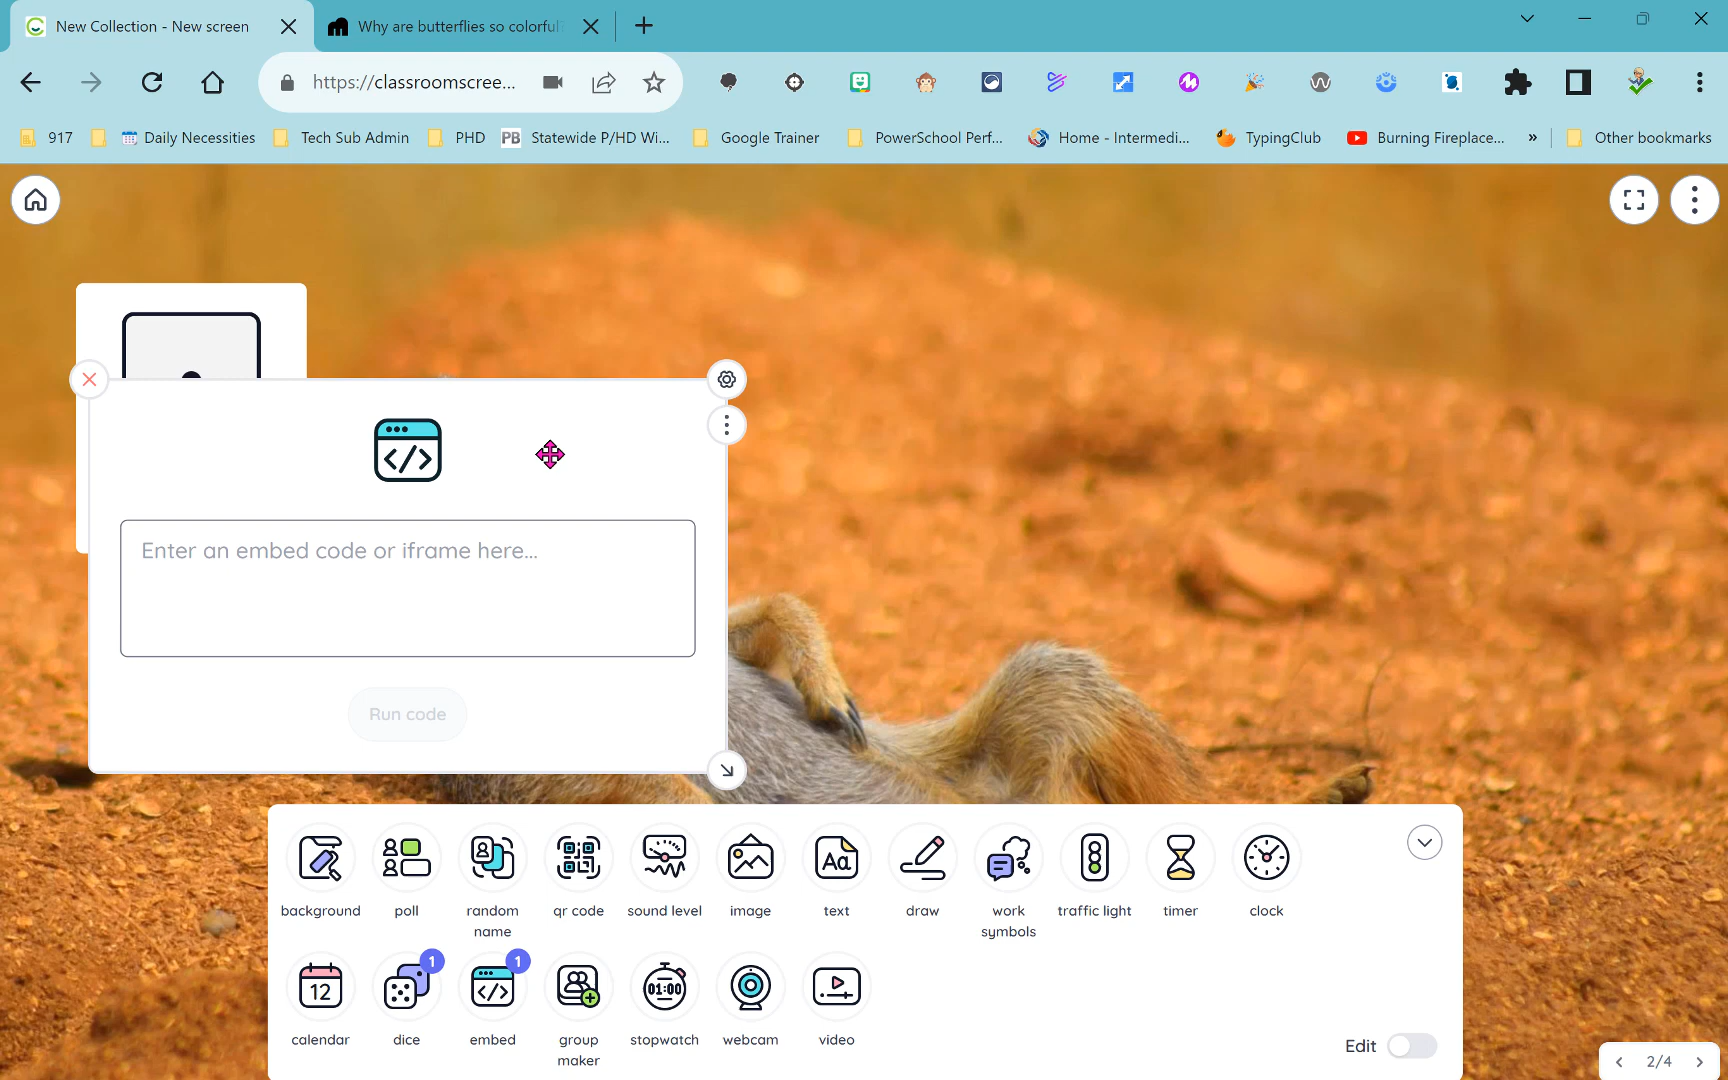 New Collection - New screen
Why are butterflies so colorful
https://classroomscree...
917
Daily Necessities
Tech Sub Admin
PHD
PB
Statewide P/HD Wi...
Google Trainer
PowerSchool Perf...
Home - Intermedi...
TypingClub
Burning Fireplace...
»
Other bookmarks
Enter an embed code or iframe here...
Run code
background
poll
random
name
qr code
sound level
image
Aa
text
draw
work
symbols
traffic light
timer
clock
12
calendar
1
dice
1
embed
group
maker
01:00
stopwatch
webcam
video
Edit
2/4